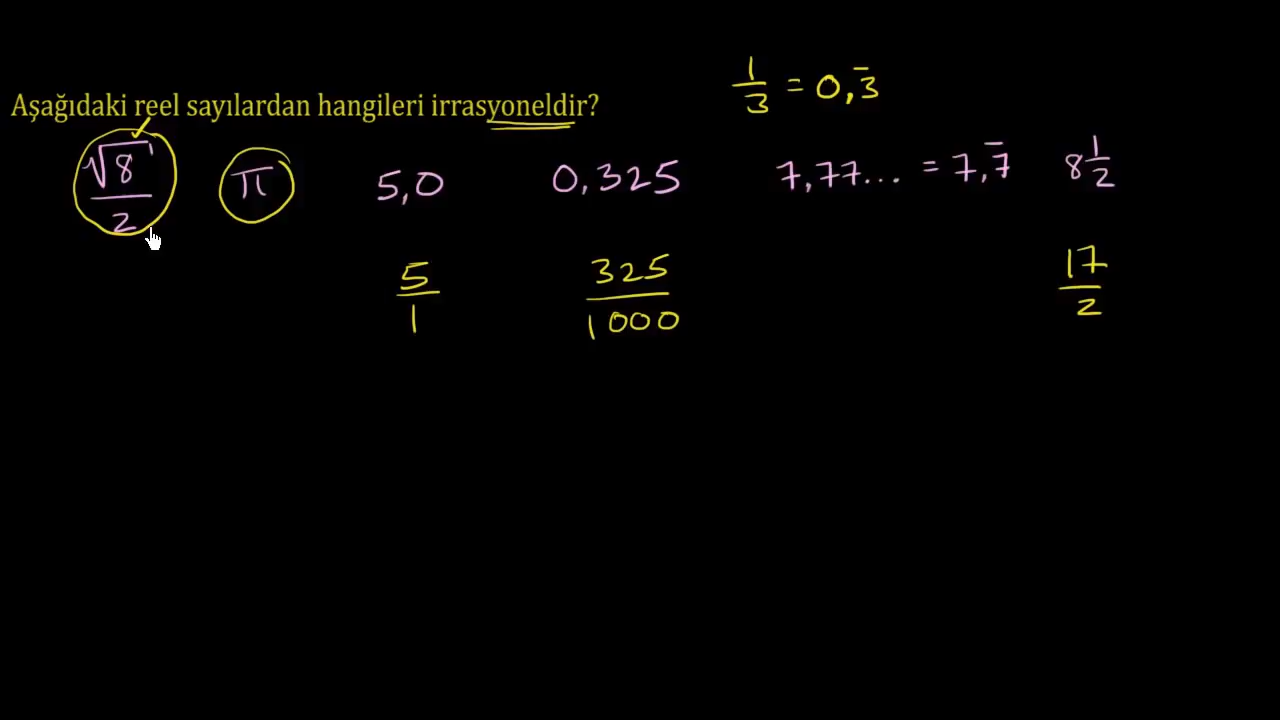 1/3 = 0,3̅
Aşağıdaki reel sayılardan hangileri irrasyoneldir?
√8/2 π 5,0 0,325 7,77... = 7,7̅ 8 1/2
5/1 325/1000 17/2